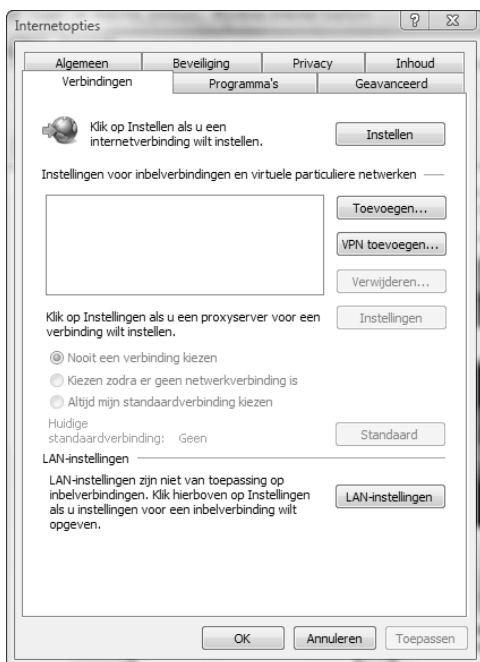 Internetopties
Algemeen Beveiliging Privacy Inhoud
Verbindingen Programma's Geavanceerd
Klik op Instellen als u een
internetverbinding wilt instellen.
Instellen
Instellingen voor inbelverbindingen en virtuele particuliere netwerken
Toevoegen...
VPN toevoegen...
Verwijderen...
Klik op Instellingen als u een proxyserver voor een
verbinding wilt instellen.
Instellingen
Nooit een verbinding kiezen
Kiezen zodra er geen netwerkverbinding is
Altijd mijn standaardverbinding kiezen
Huidige
standaardverbinding: Geen
Standaard
LAN-instellingen
LAN-instellingen zijn niet van toepassing op
inbelverbindingen. Klik hierboven op Instellingen
als u instellingen voor een inbelverbinding wilt
opgeven.
LAN-instellingen
OK Annuleren Toepassen